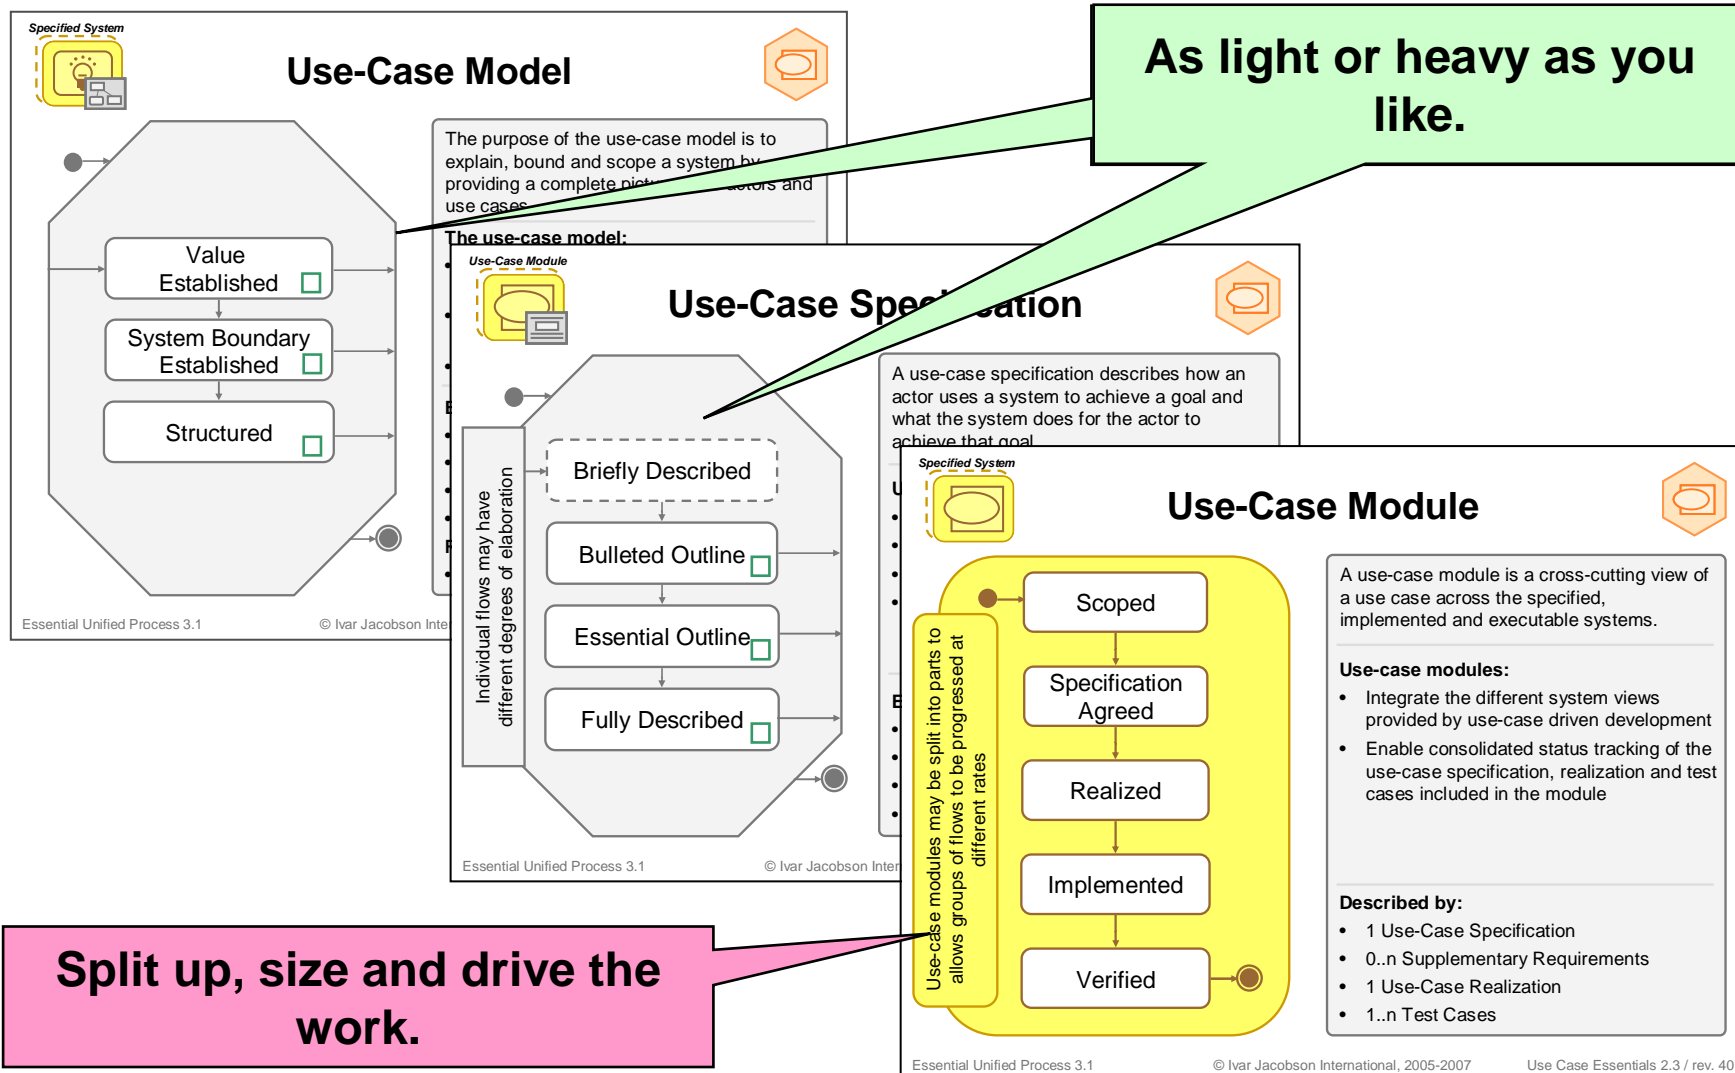 Specified System
Use-Case Model
The purpose of the use-case model is to
explain, bound and scope a system by
providing a complete actors and
use cases
The use-case model:
Value
Established
System Boundary
Established
Structured
Essential Unified Process 3.1
© Ivar Jacobson
As light or heavy as you
like.
Use-Case Module
Use-Case
A use-case specification describes how an
actor uses a system to achieve a goal and
what the system does for the actor to
achieve that goal
Individual flows may have
different degrees of elaboration
Briefly Described
Bulleted Outline
Essential Outline
Fully Described
Essential Unified Process 3.1
© Ivar Jacobson
Specified System
Use-Case Module
Use-case modules may be split into parts to
allows groups of flows to be progressed at
different rates
Scoped
Specification
Agreed
Realized
Implemented
Verified
A use-case module is a cross-cutting view of
a use case across the specified,
implemented and executable systems.
Use-case modules:
• Integrate the different system views
provided by use-case driven development
• Enable consolidated status tracking of the
use-case specification, realization and test
cases included in the module
Described by:
• 1 Use-Case Specification
• 0..n Supplementary Requirements
• 1 Use-Case Realization
• 1..n Test Cases
Essential Unified Process 3.1
© Ivar Jacobson International, 2005-2007
Use Case Essentials 2.3 / rev. 40
Split up, size and drive the
work.